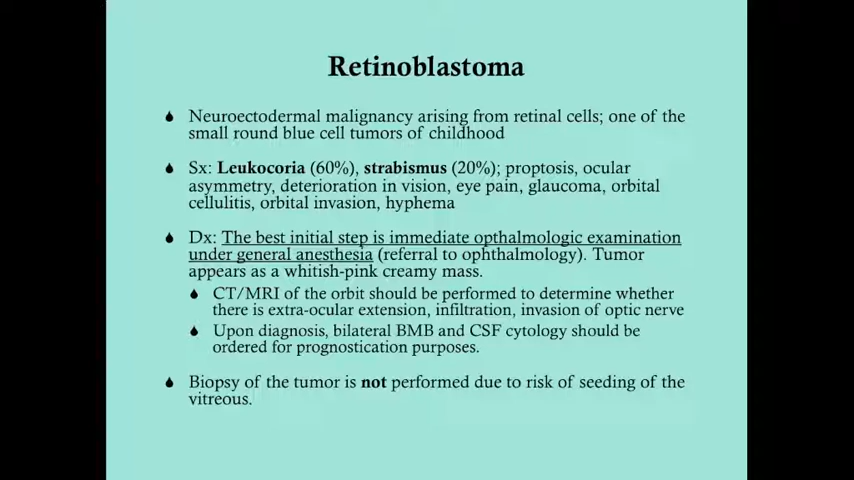 Retinoblastoma
Neuroectodermal malignancy arising from retinal cells; one of the
small round blue cell tumors of childhood
Sx: Leukocoria (60%), strabismus (20%); proptosis, ocular
asymmetry, deterioration in vision, eye pain, glaucoma, orbital
cellulitis, orbital invasion, hyphema
Dx: The best initial step is immediate opthalmologic examination
under general anesthesia (referral to ophthalmology). Tumor
appears as a whitish-pink creamy mass.
CT/MRI of the orbit should be performed to determine whether
there is extra-ocular extension, infiltration, invasion of optic nerve
Upon diagnosis, bilateral BMB and CSF cytology should be
ordered for prognostication purposes.
Biopsy of the tumor is not performed due to risk of seeding of the
vitreous.